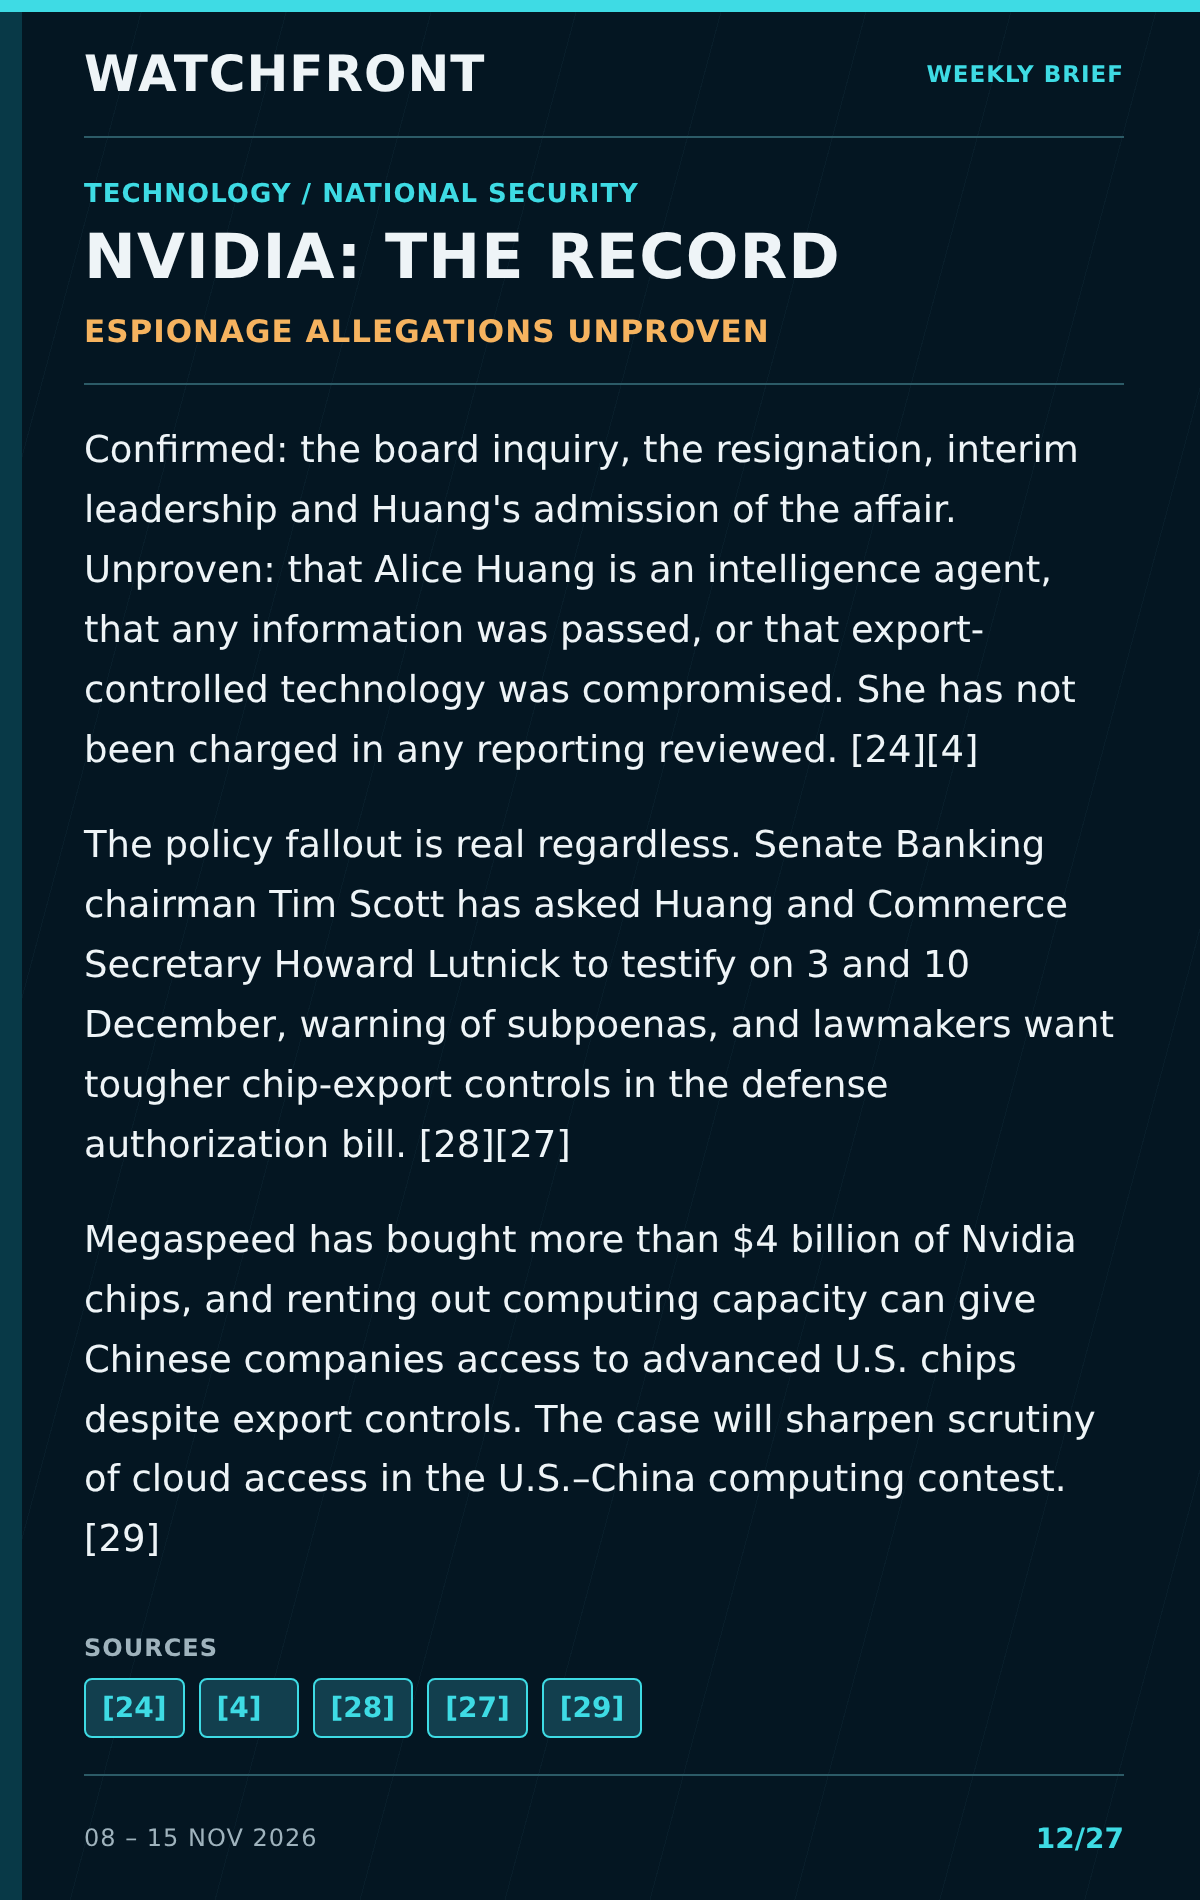 WATCHFRONT
WEEKLY BRIEF
TECHNOLOGY / NATIONAL SECURITY
NVIDIA: THE RECORD
ESPIONAGE ALLEGATIONS UNPROVEN
Confirmed: the board inquiry, the resignation, interim
leadership and Huang's admission of the affair.
Unproven: that Alice Huang is an intelligence agent,
that any information was passed, or that export-
controlled technology was compromised. She has not
been charged in any reporting reviewed. [24][4]
The policy fallout is real regardless. Senate Banking
chairman Tim Scott has asked Huang and Commerce
Secretary Howard Lutnick to testify on 3 and 10
December, warning of subpoenas, and lawmakers want
tougher chip-export controls in the defense
authorization bill. [28][27]
Megaspeed has bought more than $4 billion of Nvidia
chips, and renting out computing capacity can give
Chinese companies access to advanced U.S. chips
despite export controls. The case will sharpen scrutiny
of cloud access in the U.S.–China computing contest.
[29]
SOURCES
[24] [4] [28] [27] [29]
08 – 15 NOV 2026
12/27